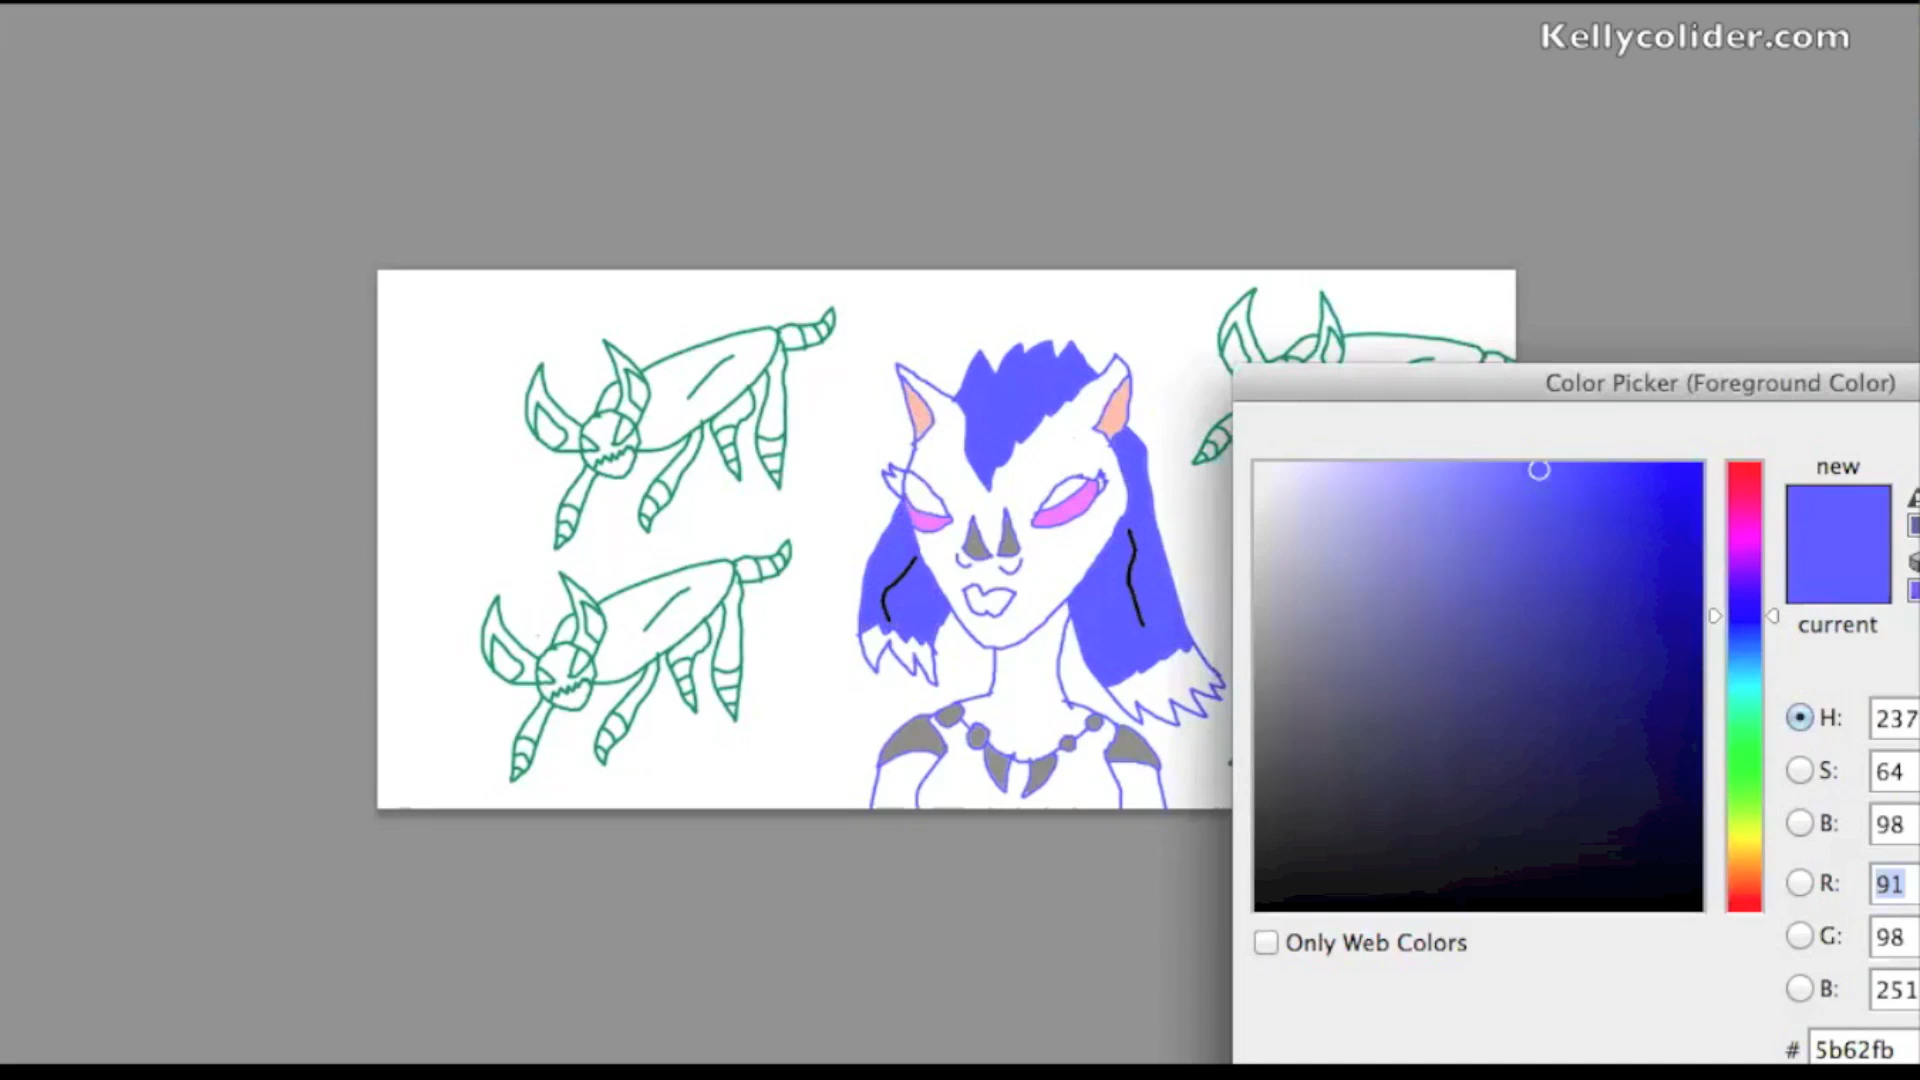 Kellycolider.com
Color Picker (Foreground Color)
new
current
H: 237
S: 64
B: 98
R: 91
G: 98
B: 251
Only Web Colors
# 5b62fb